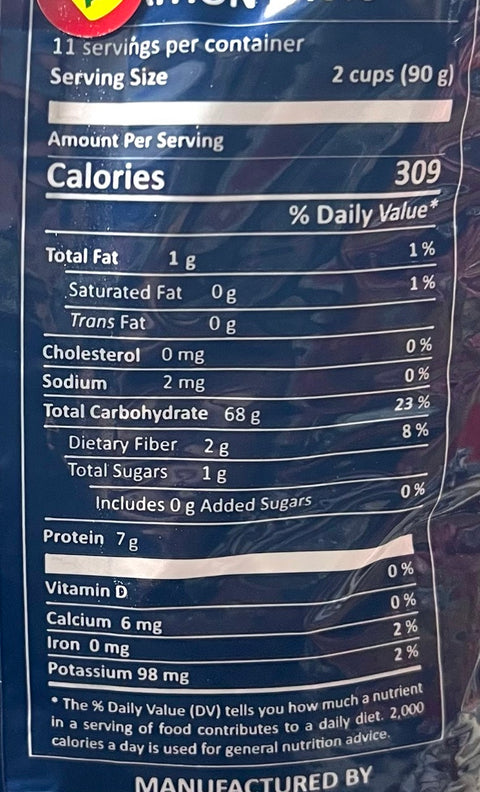 11 servings per container
Serving Size 2 cups (90 g)
Amount Per Serving
Calories 309
% Daily Value*
Total Fat 1 g 1 %
Saturated Fat 0 g 1 %
Trans Fat 0 g
Cholesterol 0 mg 0 %
Sodium 2 mg 0 %
Total Carbohydrate 68 g 23 %
Dietary Fiber 2 g 8 %
Total Sugars 1 g
Includes 0 g Added Sugars 0 %
Protein 7 g
Vitamin D 0 %
Calcium 6 mg 0 %
Iron 0 mg 2 %
Potassium 98 mg 2 %
* The % Daily Value (DV) tells you how much a nutrient
in a serving of food contributes to a daily diet. 2,000
calories a day is used for general nutrition advice.
MANUFACTURED BY